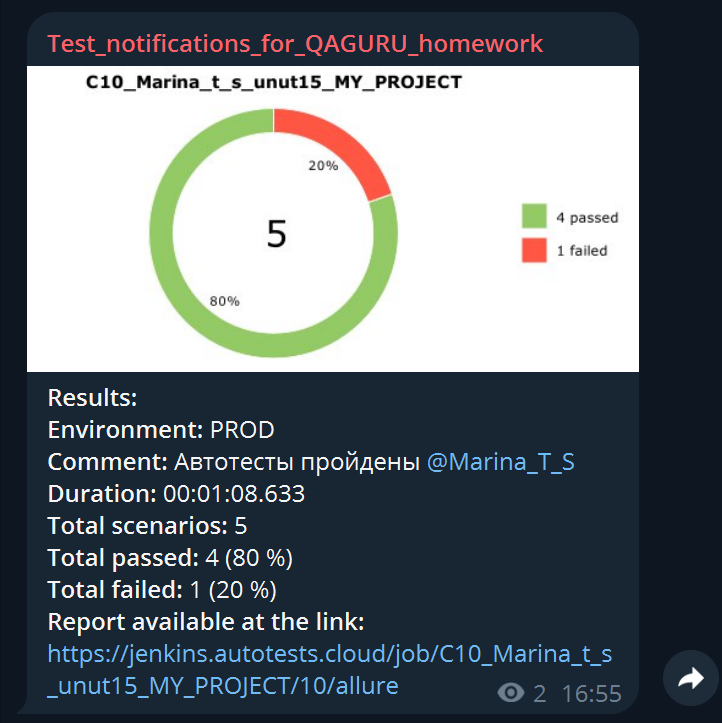 Test_notifications_for_QAGURU_homework
C10_Marina_t_s_unut15_MY_PROJECT
20%
5
80%
4 passed
1 failed
Results:
Environment: PROD
Comment: Автотесты пройдены @Marina_T_S
Duration: 00:01:08.633
Total scenarios: 5
Total passed: 4 (80 %)
Total failed: 1 (20 %)
Report available at the link:
https://jenkins.autotests.cloud/job/C10_Marina_t_s
_unut15_MY_PROJECT/10/allure
2 16:55